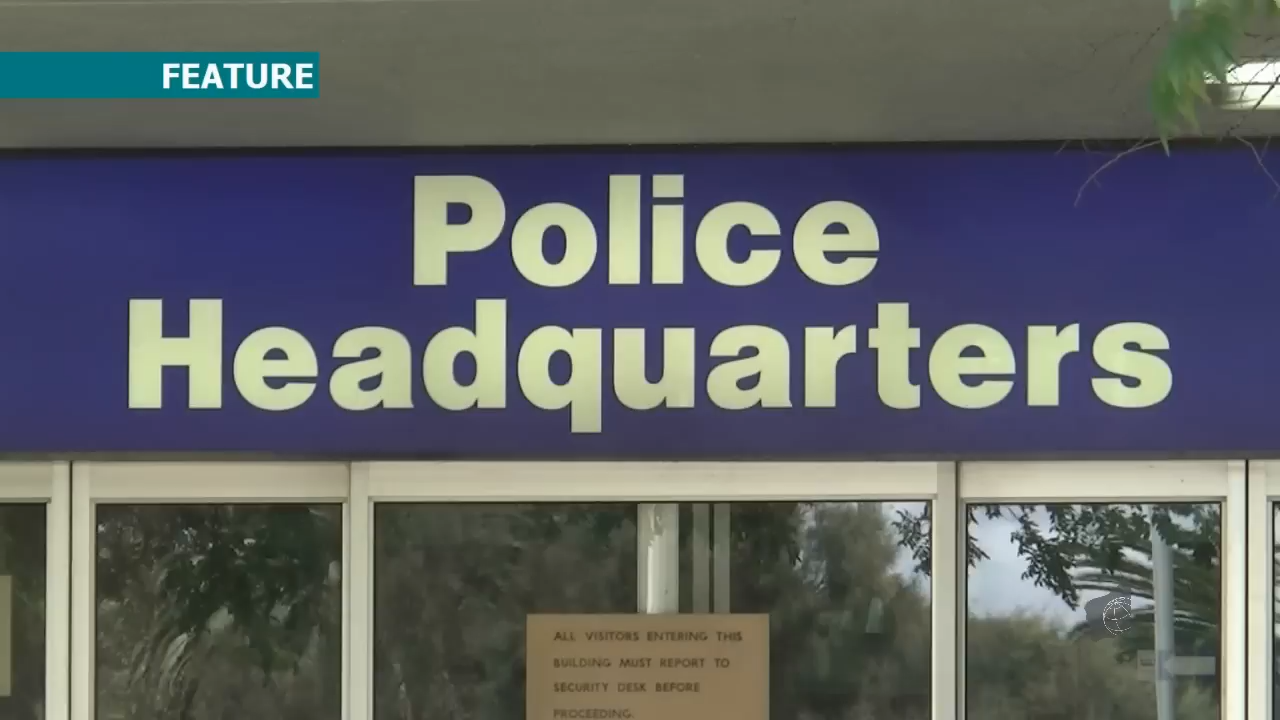 FEATURE
Police
Headquarters
ALL VISITORS ENTERING THIS
BUILDING MUST REPORT TO
SECURITY DESK BEFORE
PROCEEDING.